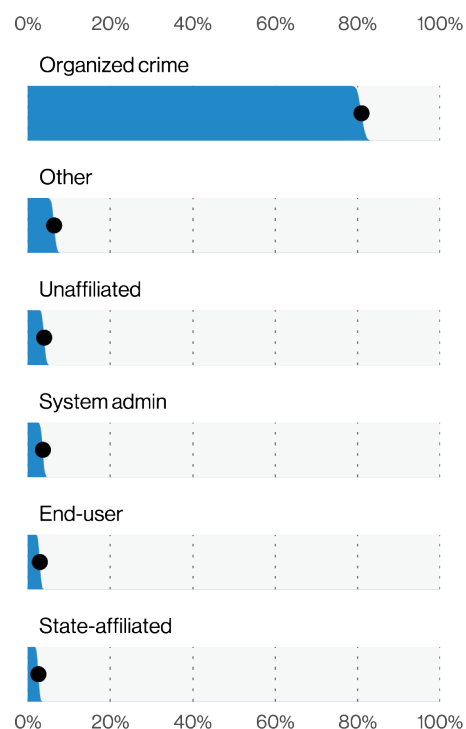 0% 20% 40% 60% 80% 100%
Organized crime
Other
Unaffiliated
System admin
End-user
State-affiliated
0% 20% 40% 60% 80% 100%